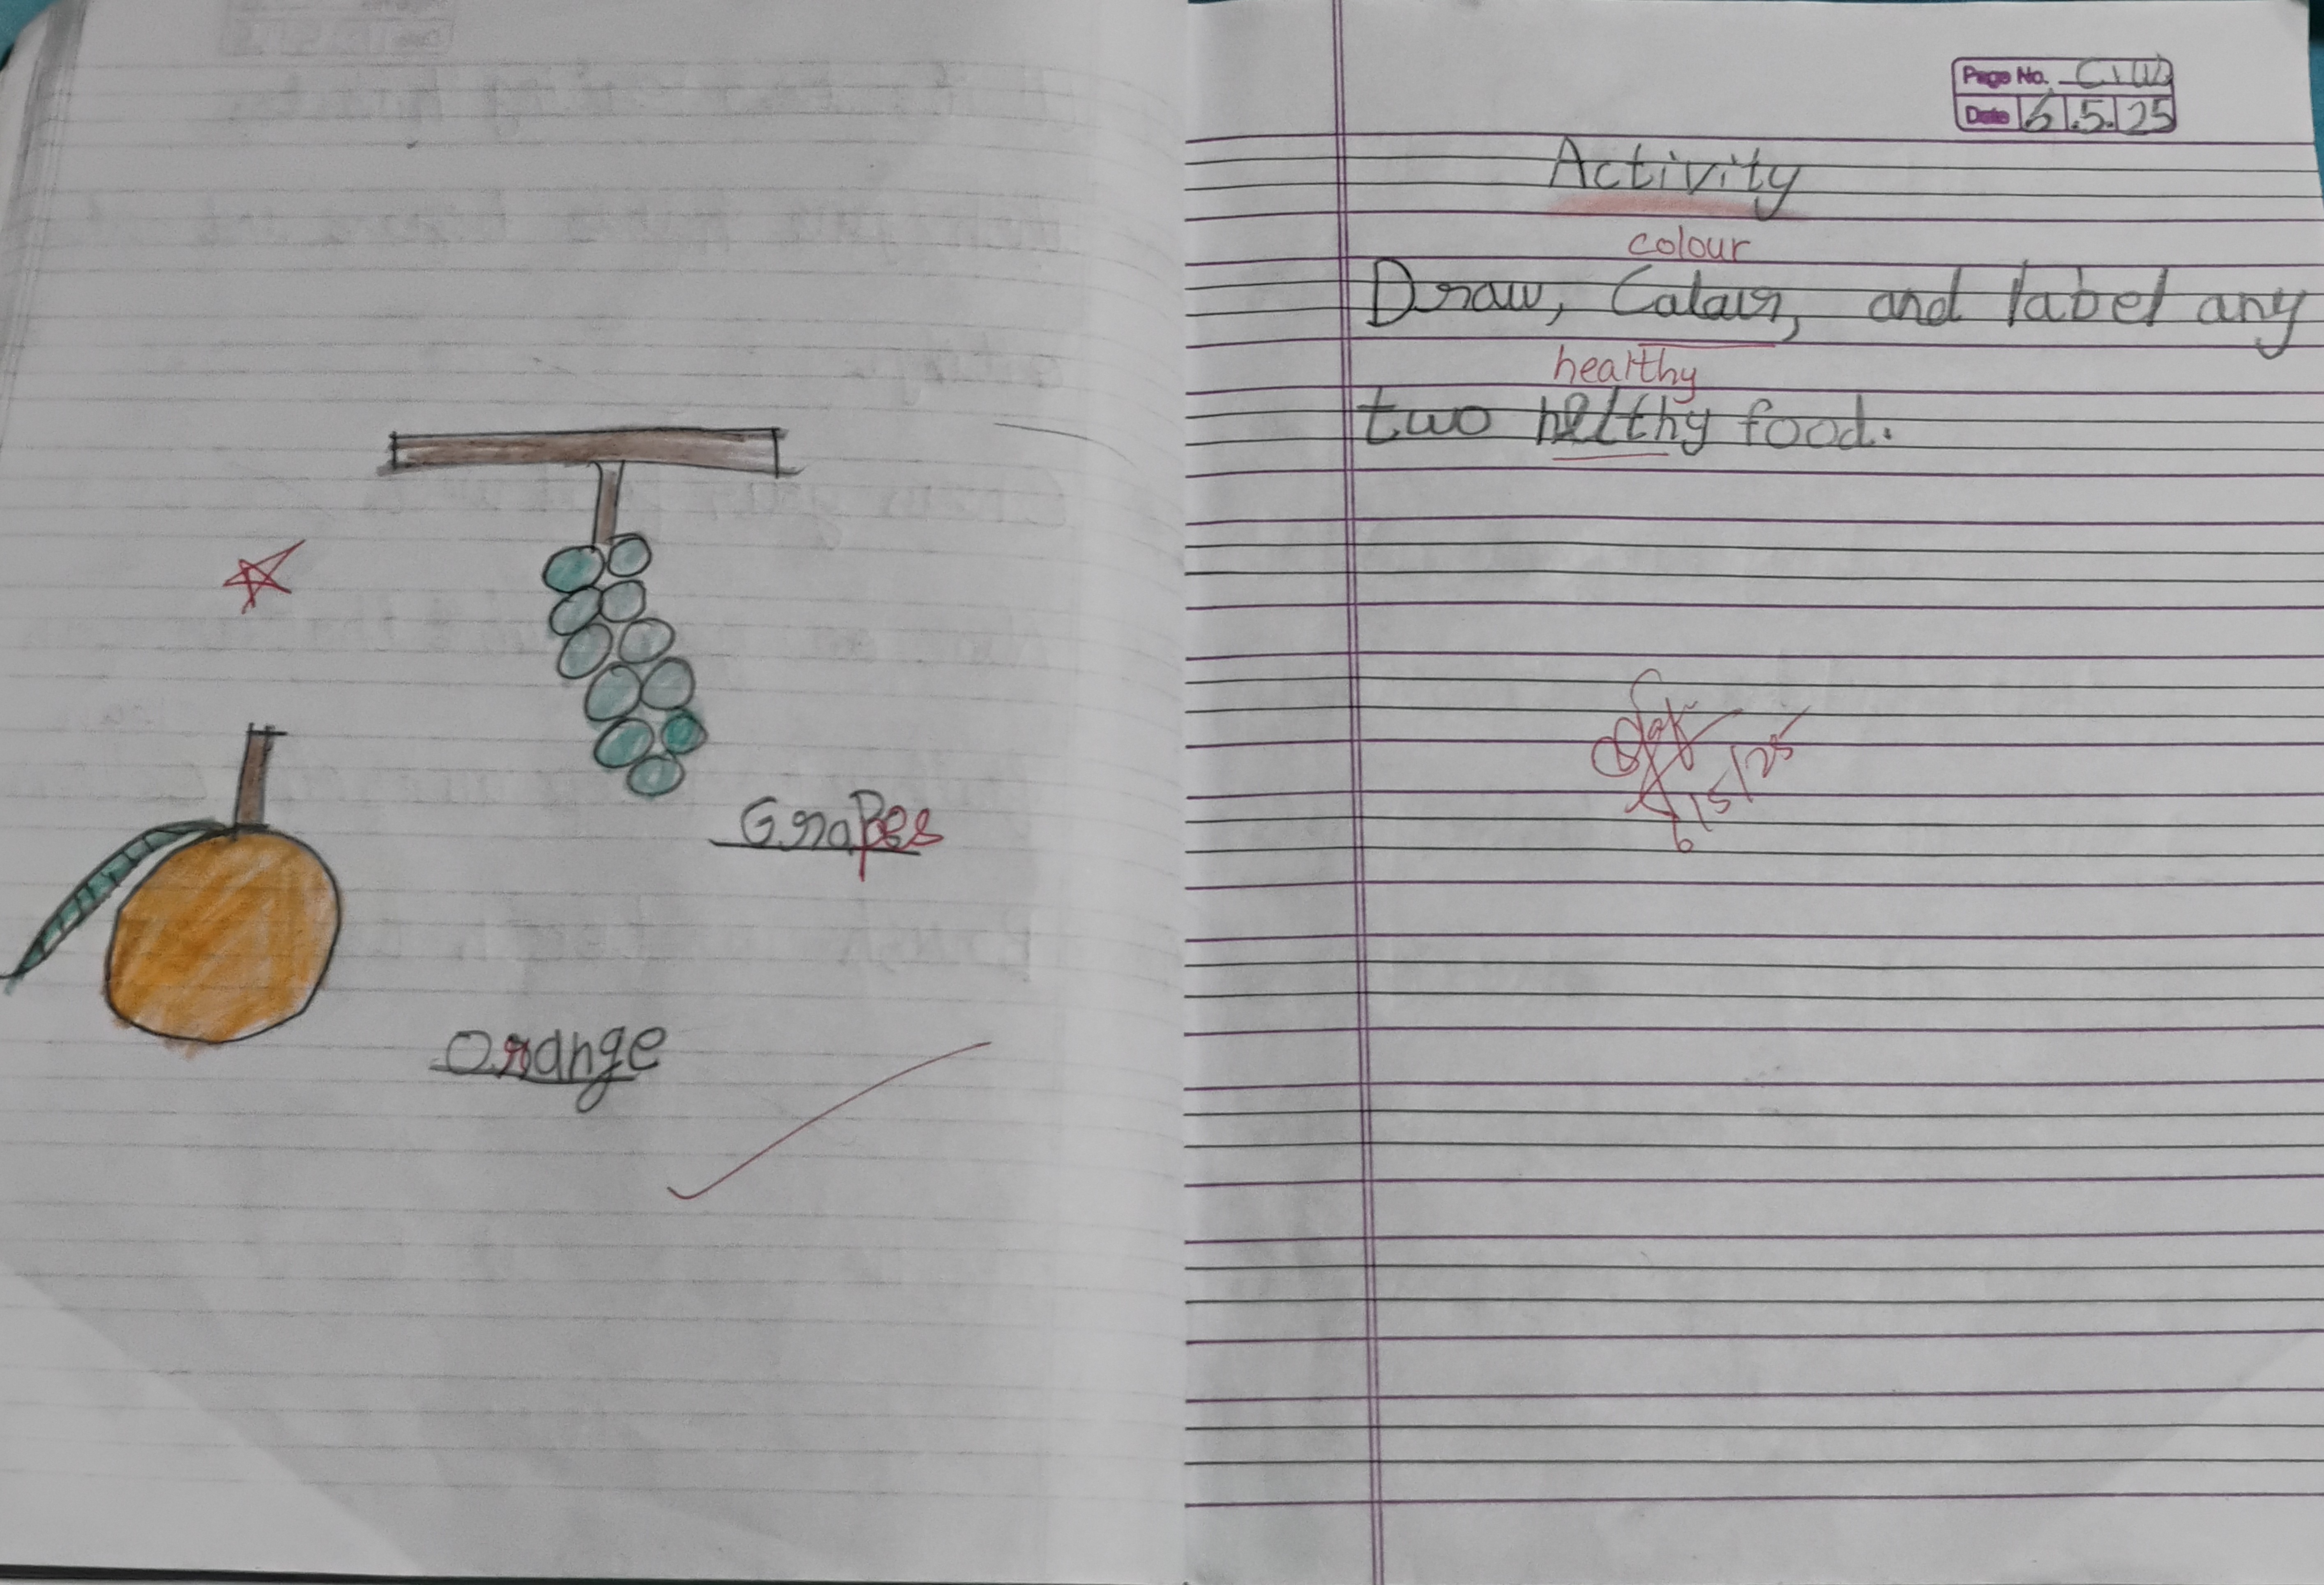 Grapes
Orange
Page No. C.W
Date 6.5.25
Activity
colour
Draw, Calaur, and label any
healthy
two helthy food.
6/5/25